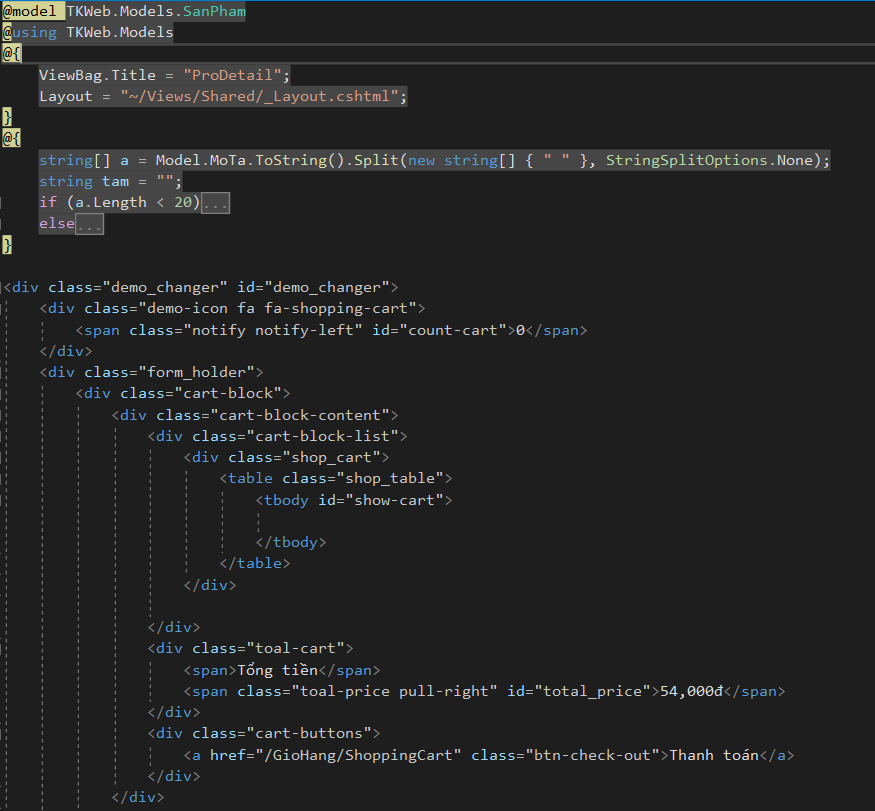 @model TKWeb.Models.SanPham
@using TKWeb.Models
@{
ViewBag.Title = "ProDetail";
Layout = "~/Views/Shared/_Layout.cshtml";
}
@{
string[] a = Model.MoTa.ToString().Split(new string[] { " " }, StringSplitOptions.None);
string tam = "";
if (a.Length < 20)...
else...
}
<div class="demo_changer" id="demo_changer">
<div class="demo-icon fa fa-shopping-cart">
<span class="notify notify-left" id="count-cart">0</span>
</div>
<div class="form_holder">
<div class="cart-block">
<div class="cart-block-content">
<div class="cart-block-list">
<div class="shop_cart">
<table class="shop_table">
<tbody id="show-cart">
</tbody>
</table>
</div>
</div>
<div class="toal-cart">
<span>Tổng tiền</span>
<span class="toal-price pull-right" id="total_price">54,000đ</span>
</div>
<div class="cart-buttons">
<a href="/GioHang/ShoppingCart" class="btn-check-out">Thanh toán</a>
</div>
</div>